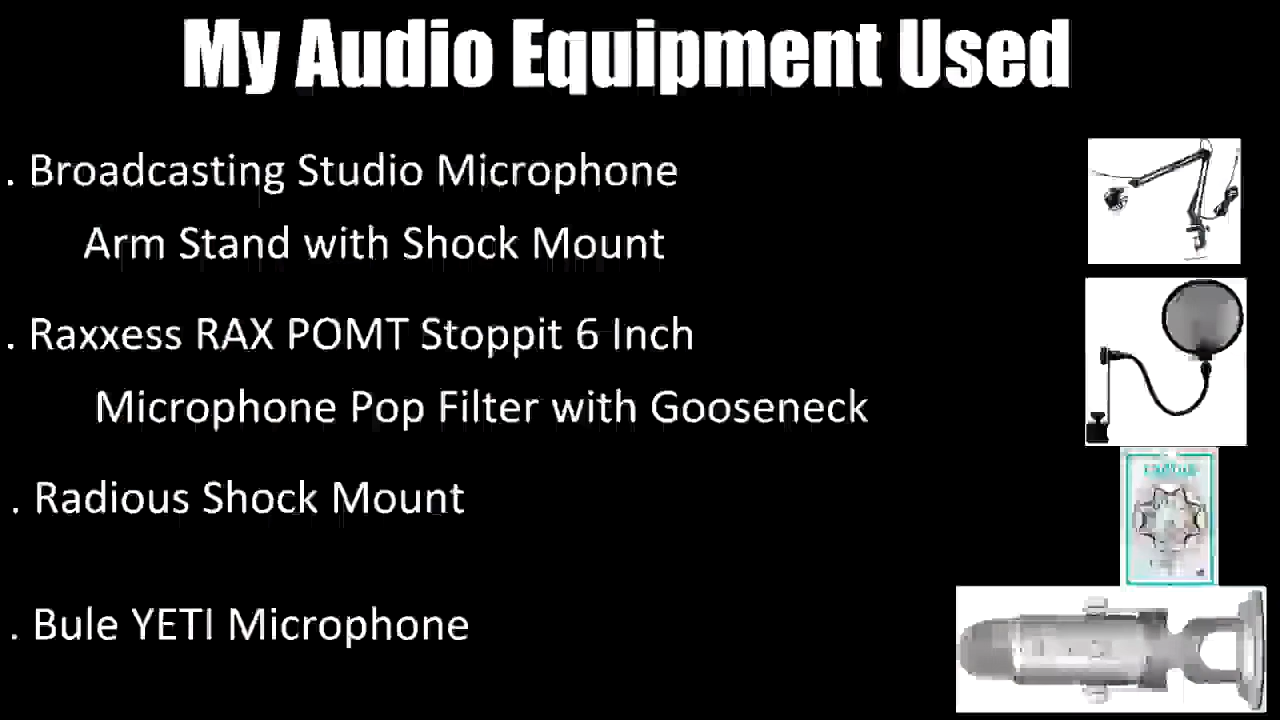 My Audio Equipment Used
. Broadcasting Studio Microphone
Arm Stand with Shock Mount
. Raxxess RAX POMT Stoppit 6 Inch
Microphone Pop Filter with Gooseneck
. Radious Shock Mount
. Bule YETI Microphone